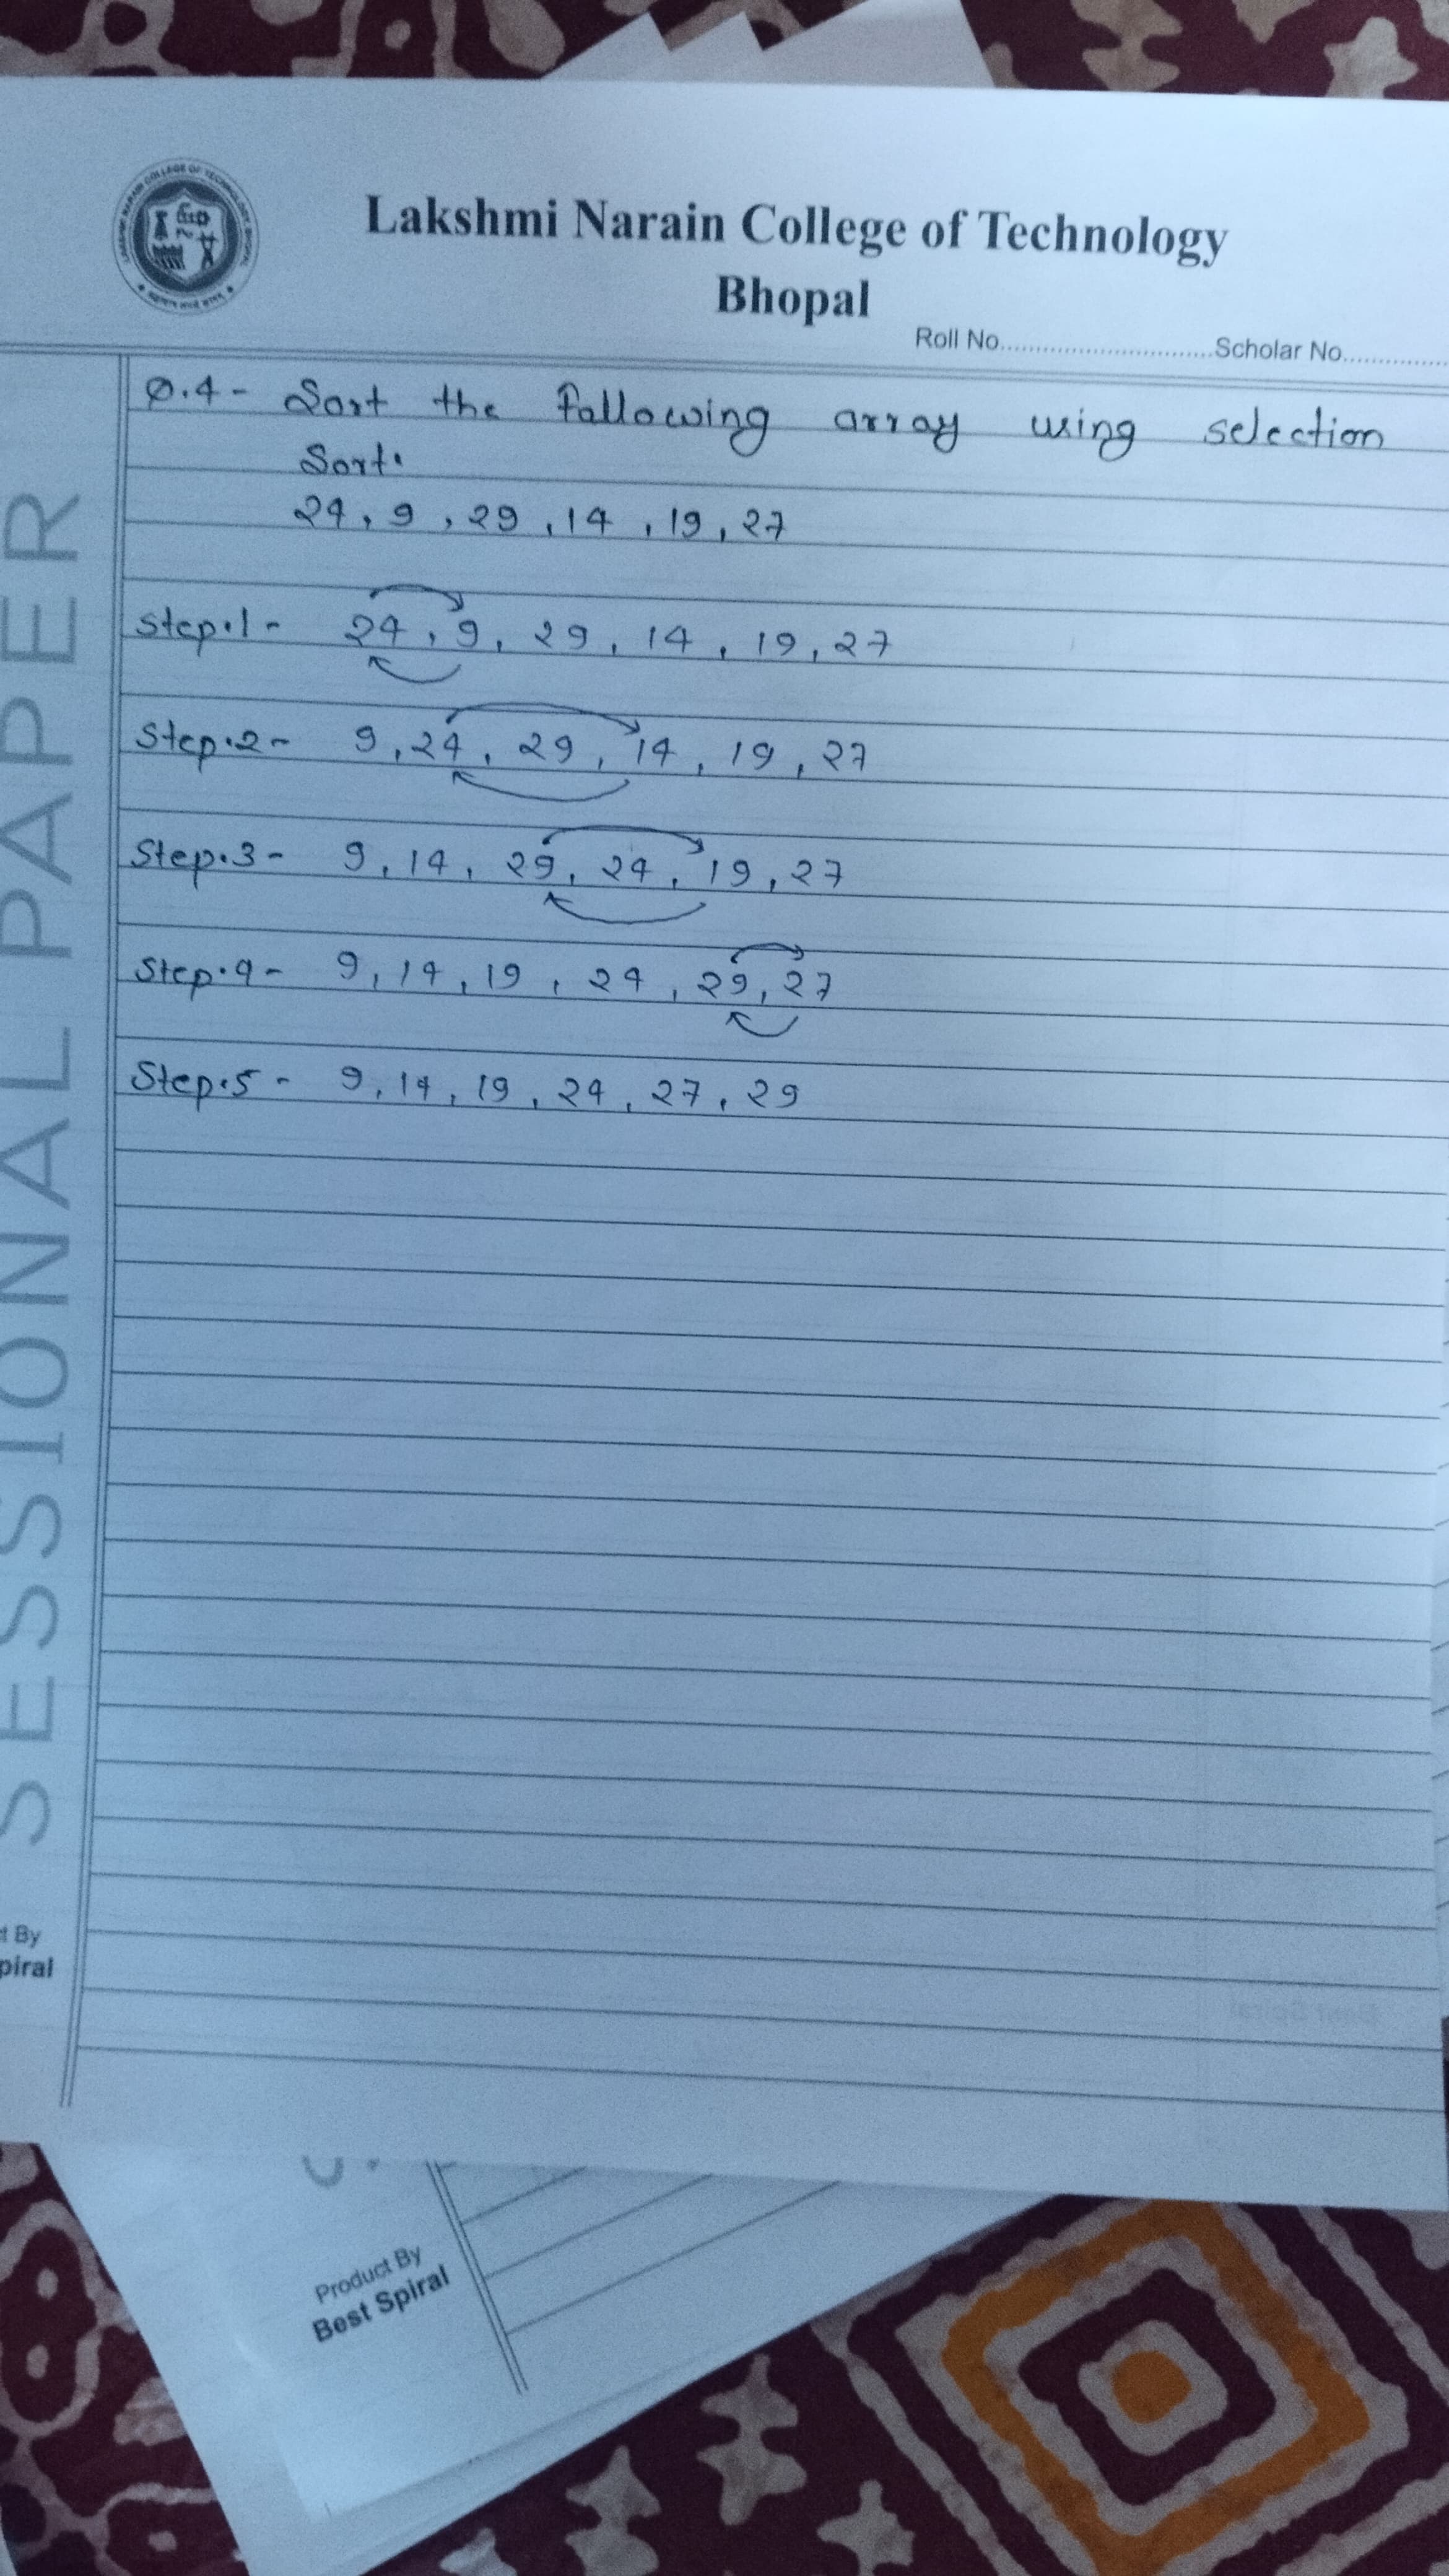 Lakshmi Narain College of Technology
Bhopal
Roll No..............................Scholar No..............
Q.4- Sort the following array using selection
Sort.
24, 9, 29, 14, 19, 27
Step.1- 24, 9, 29, 14, 19, 27
Step.2- 9, 24, 29, 14, 19, 27
Step.3- 9, 14, 29, 24, 19, 27
Step.4- 9, 14, 19, 24, 29, 27
Step.5- 9, 14, 19, 24, 27, 29
SESSIONAL PAPER
t By
piral
Product By
Best Spiral